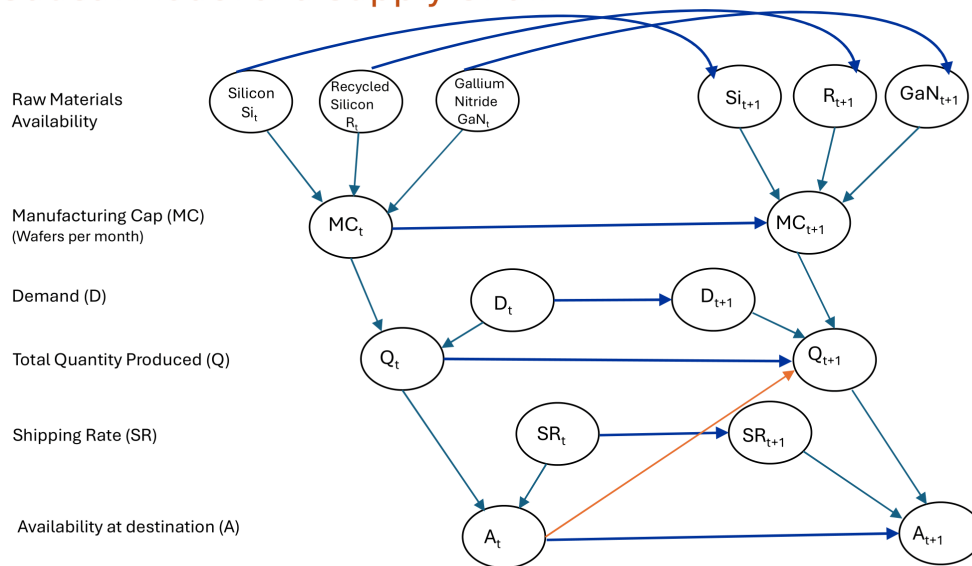 Silicon
Si_t
Recycled
Silicon
R_t
Gallium
Nitride
GaN_t
Si_t+1
R_t+1
GaN_t+1
Raw Materials
Availability
Manufacturing Cap (MC)
(Wafers per month)
MC_t
MC_t+1
Demand (D)
D_t
D_t+1
Total Quantity Produced (Q)
Q_t
Q_t+1
Shipping Rate (SR)
SR_t
SR_t+1
Availability at destination (A)
A_t
A_t+1